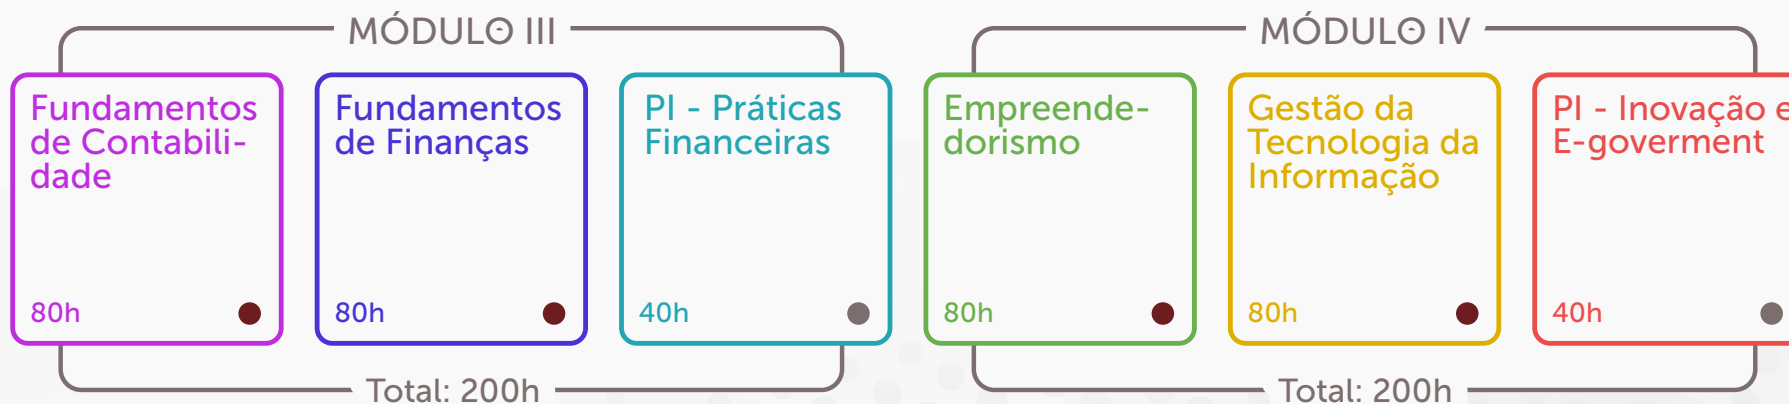 MÓDULO III
Fundamentos
de Contabili-
dade
80h
Fundamentos
de Finanças
80h
PI - Práticas
Financeiras
40h
Total: 200h
MÓDULO IV
Empreende-
dorismo
80h
Gestão da
Tecnologia da
Informação
80h
PI - Inovação e
E-goverment
40h
Total: 200h